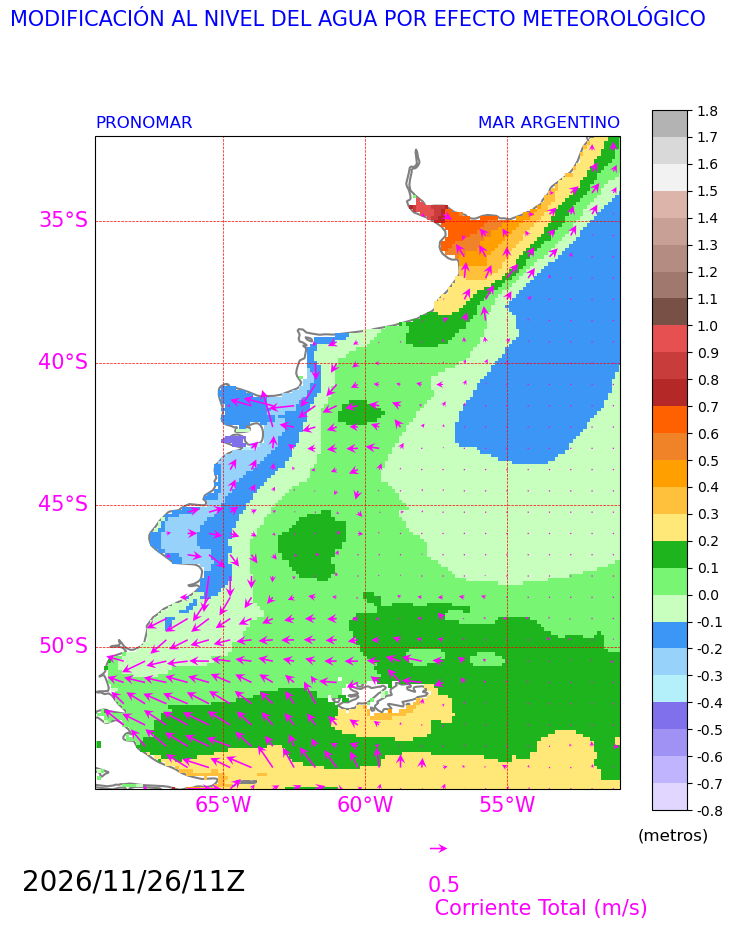 MODIFICACIÓN AL NIVEL DEL AGUA POR EFECTO METEOROLÓGICO
PRONOMAR
MAR ARGENTINO
1.8
1.7
1.6
1.5
1.4
1.3
1.2
1.1
1.0
0.9
0.8
0.7
0.6
0.5
0.4
0.3
0.2
0.1
0.0
-0.1
-0.2
-0.3
-0.4
-0.5
-0.6
-0.7
-0.8
(metros)
35°S
40°S
45°S
50°S
65°W 60°W 55°W
2026/11/26/11Z
0.5
Corriente Total (m/s)